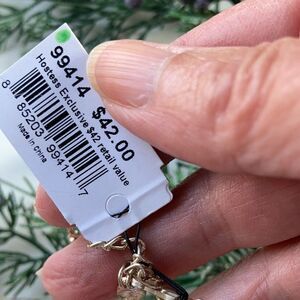 99414 $42.00
Hostess Exclusive $42 retail value
8 85203 99414 7
Made in China